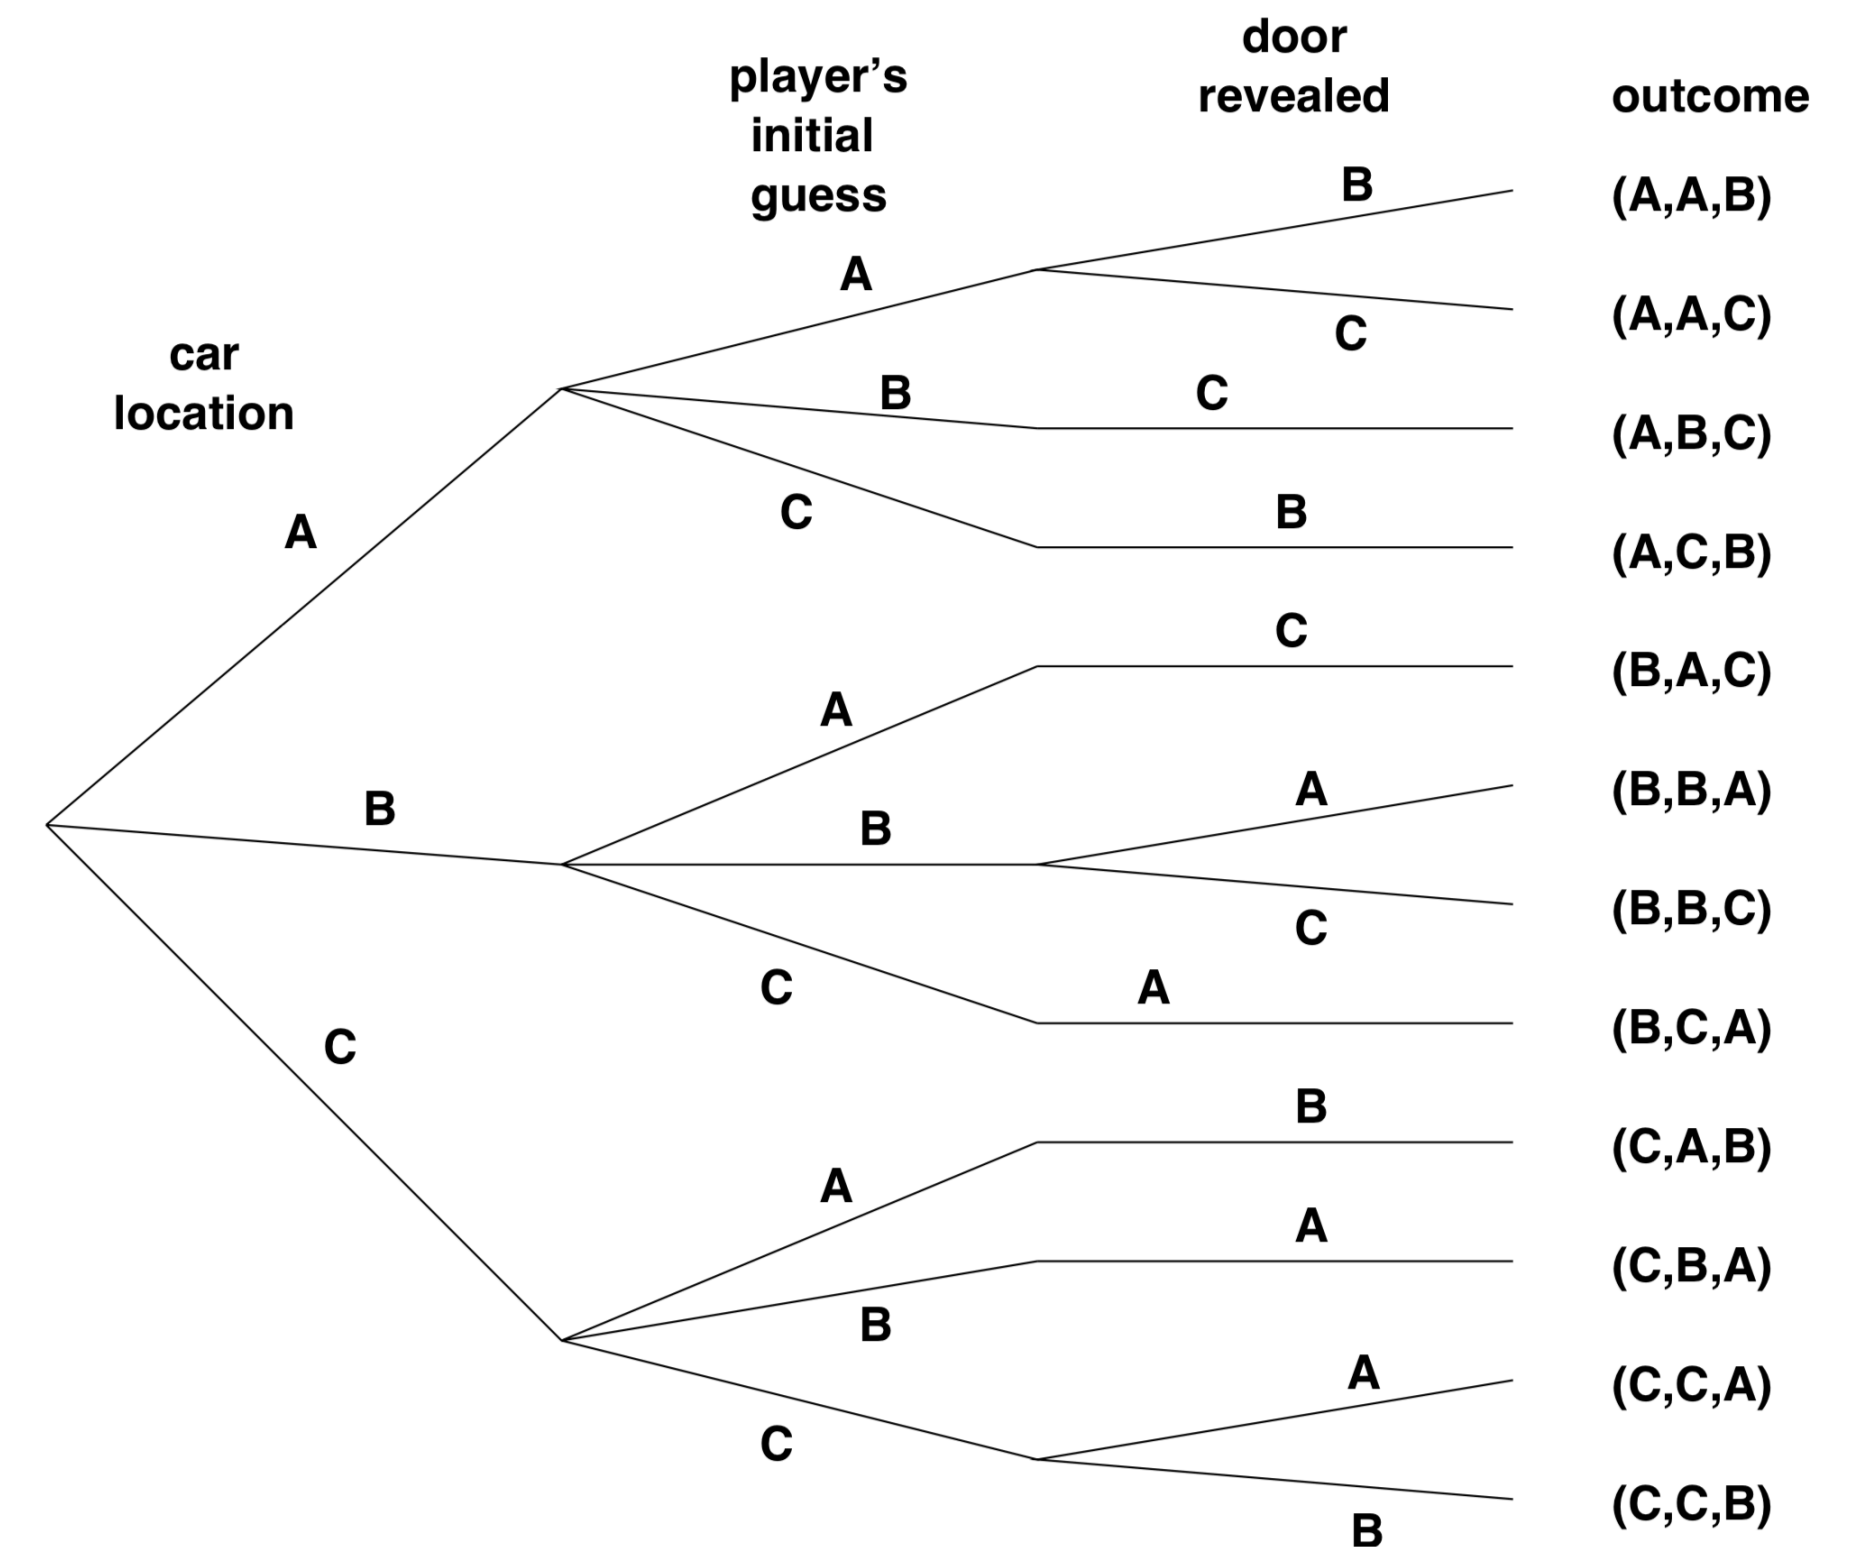 car
location
player’s
initial
guess
door
revealed
outcome
B
(A,A,B)
A
C
(A,A,C)
B
C
(A,B,C)
A
C
B
(A,C,B)
C
(B,A,C)
A
A
(B,B,A)
B
B
C
(B,B,C)
C
A
(B,C,A)
C
B
(C,A,B)
A
A
(C,B,A)
B
A
(C,C,A)
C
B
(C,C,B)